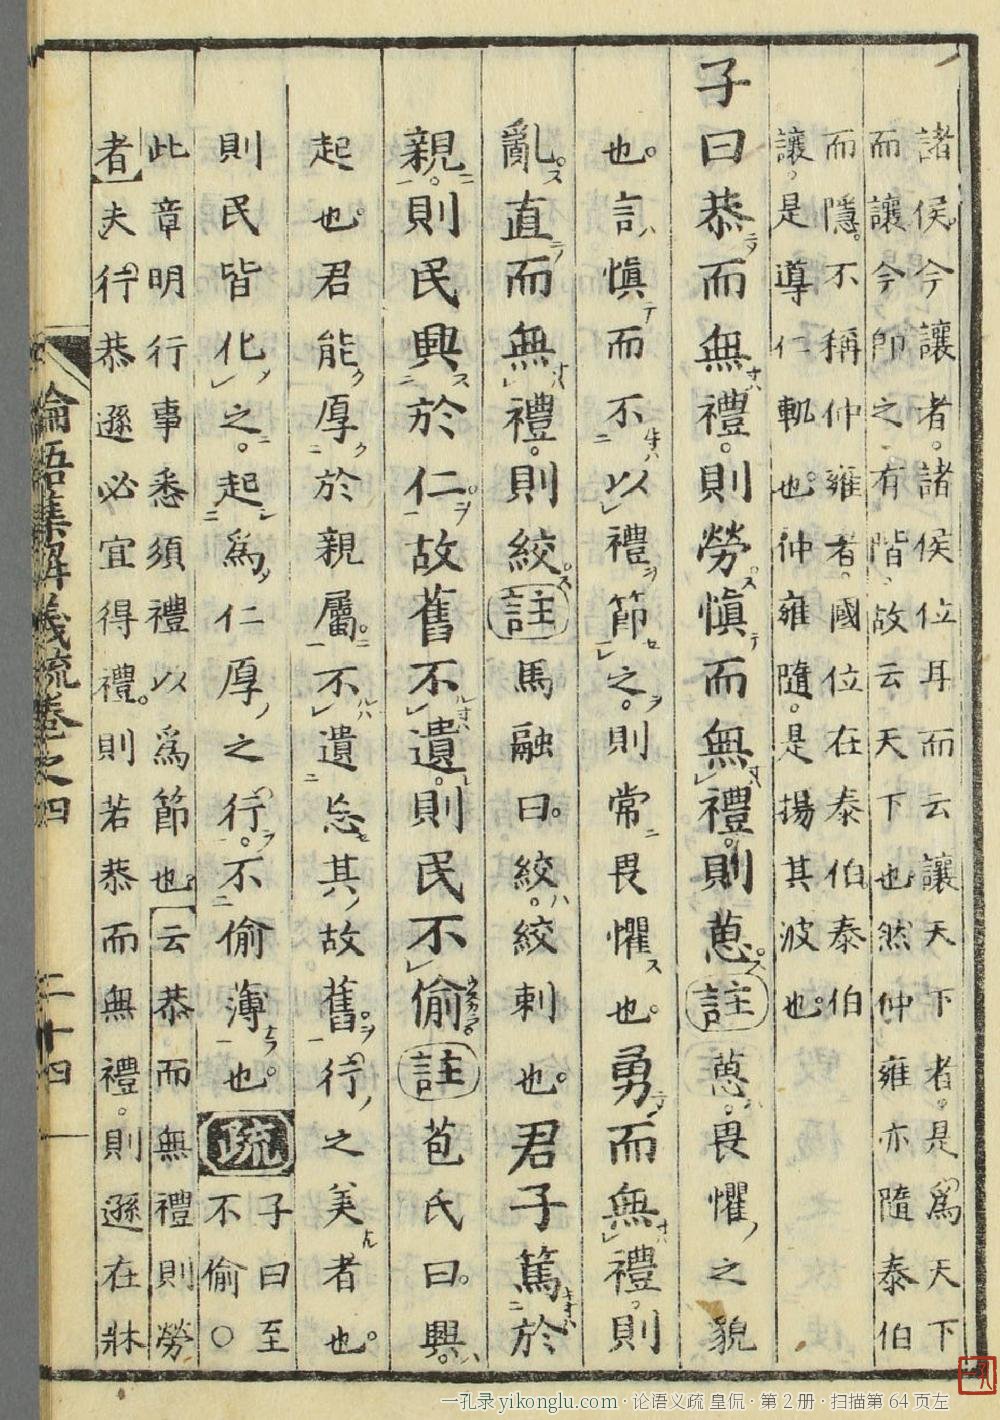 諸侯今讓者諸侯位耳而云讓天下者是爲天下
而讓今卽之有階故云天下也然仲雍亦隨泰伯
而隱不稱仲雍者國位在泰伯泰伯
讓是導仁軌也仲雍隨是揚其波也
子曰恭而無禮則勞愼而無禮則葸註葸畏懼之貌
也言愼而不以禮節之則常畏懼也勇而無禮則
亂直而無禮則絞註馬融曰絞絞刺也君子篤於
親則民興於仁故舊不遺則民不偷註苞氏曰興
起也君能厚於親屬不遺忘其故舊行之美者也
則民皆化之起爲仁厚之行不偷薄也疏
子曰至
不偷○
此章明行事悉須禮以爲節也云恭而無禮則勞
者夫行恭遜必宜得禮則若恭而無禮則遜在牀
論語集解義疏卷之四
二十四
一孔录 yikonglu.com · 论语义疏 皇侃 · 第 2 册 · 扫描第 64 页左